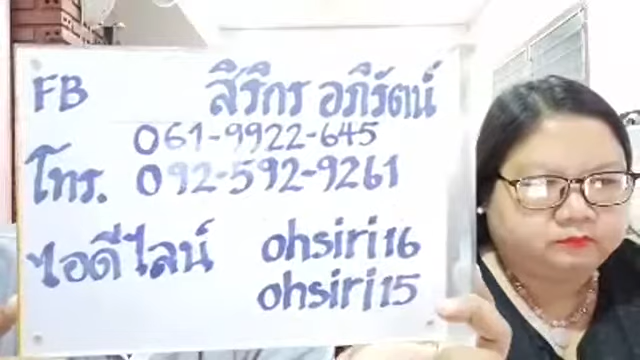 FB สิริกร อภิรัตน์
061-9922-645
โทร. 092-592-9261
ไอดีไลน์ ohsiri16
ohsiri15